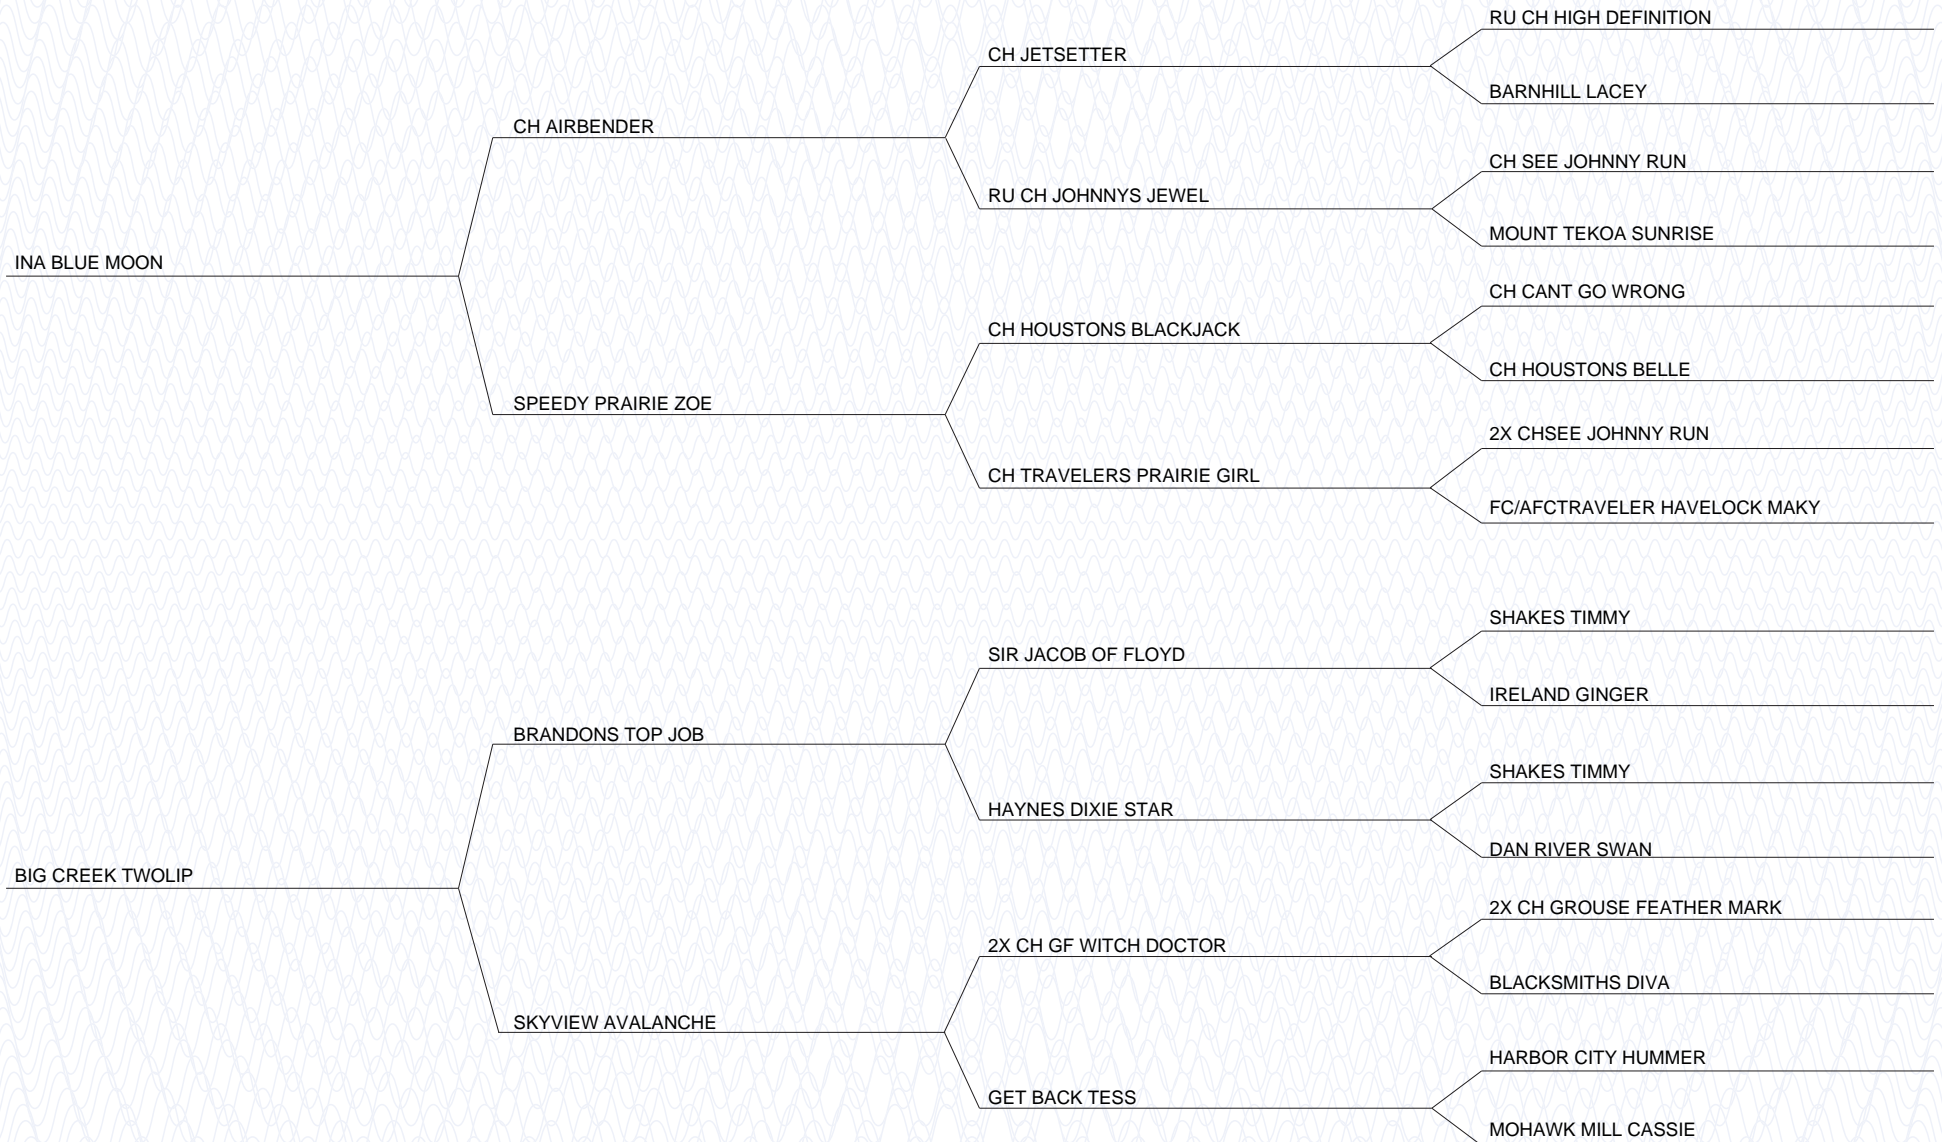 RU CH HIGH DEFINITION
CH JETSETTER
BARNHILL LACEY
CH AIRBENDER
CH SEE JOHNNY RUN
RU CH JOHNNYS JEWEL
MOUNT TEKOA SUNRISE
INA BLUE MOON
CH CANT GO WRONG
CH HOUSTONS BLACKJACK
CH HOUSTONS BELLE
SPEEDY PRAIRIE ZOE
2X CHSEE JOHNNY RUN
CH TRAVELERS PRAIRIE GIRL
FC/AFCTRAVELER HAVELOCK MAKY
SHAKES TIMMY
SIR JACOB OF FLOYD
IRELAND GINGER
BRANDONS TOP JOB
SHAKES TIMMY
HAYNES DIXIE STAR
DAN RIVER SWAN
BIG CREEK TWOLIP
2X CH GROUSE FEATHER MARK
2X CH GF WITCH DOCTOR
BLACKSMITHS DIVA
SKYVIEW AVALANCHE
HARBOR CITY HUMMER
GET BACK TESS
MOHAWK MILL CASSIE